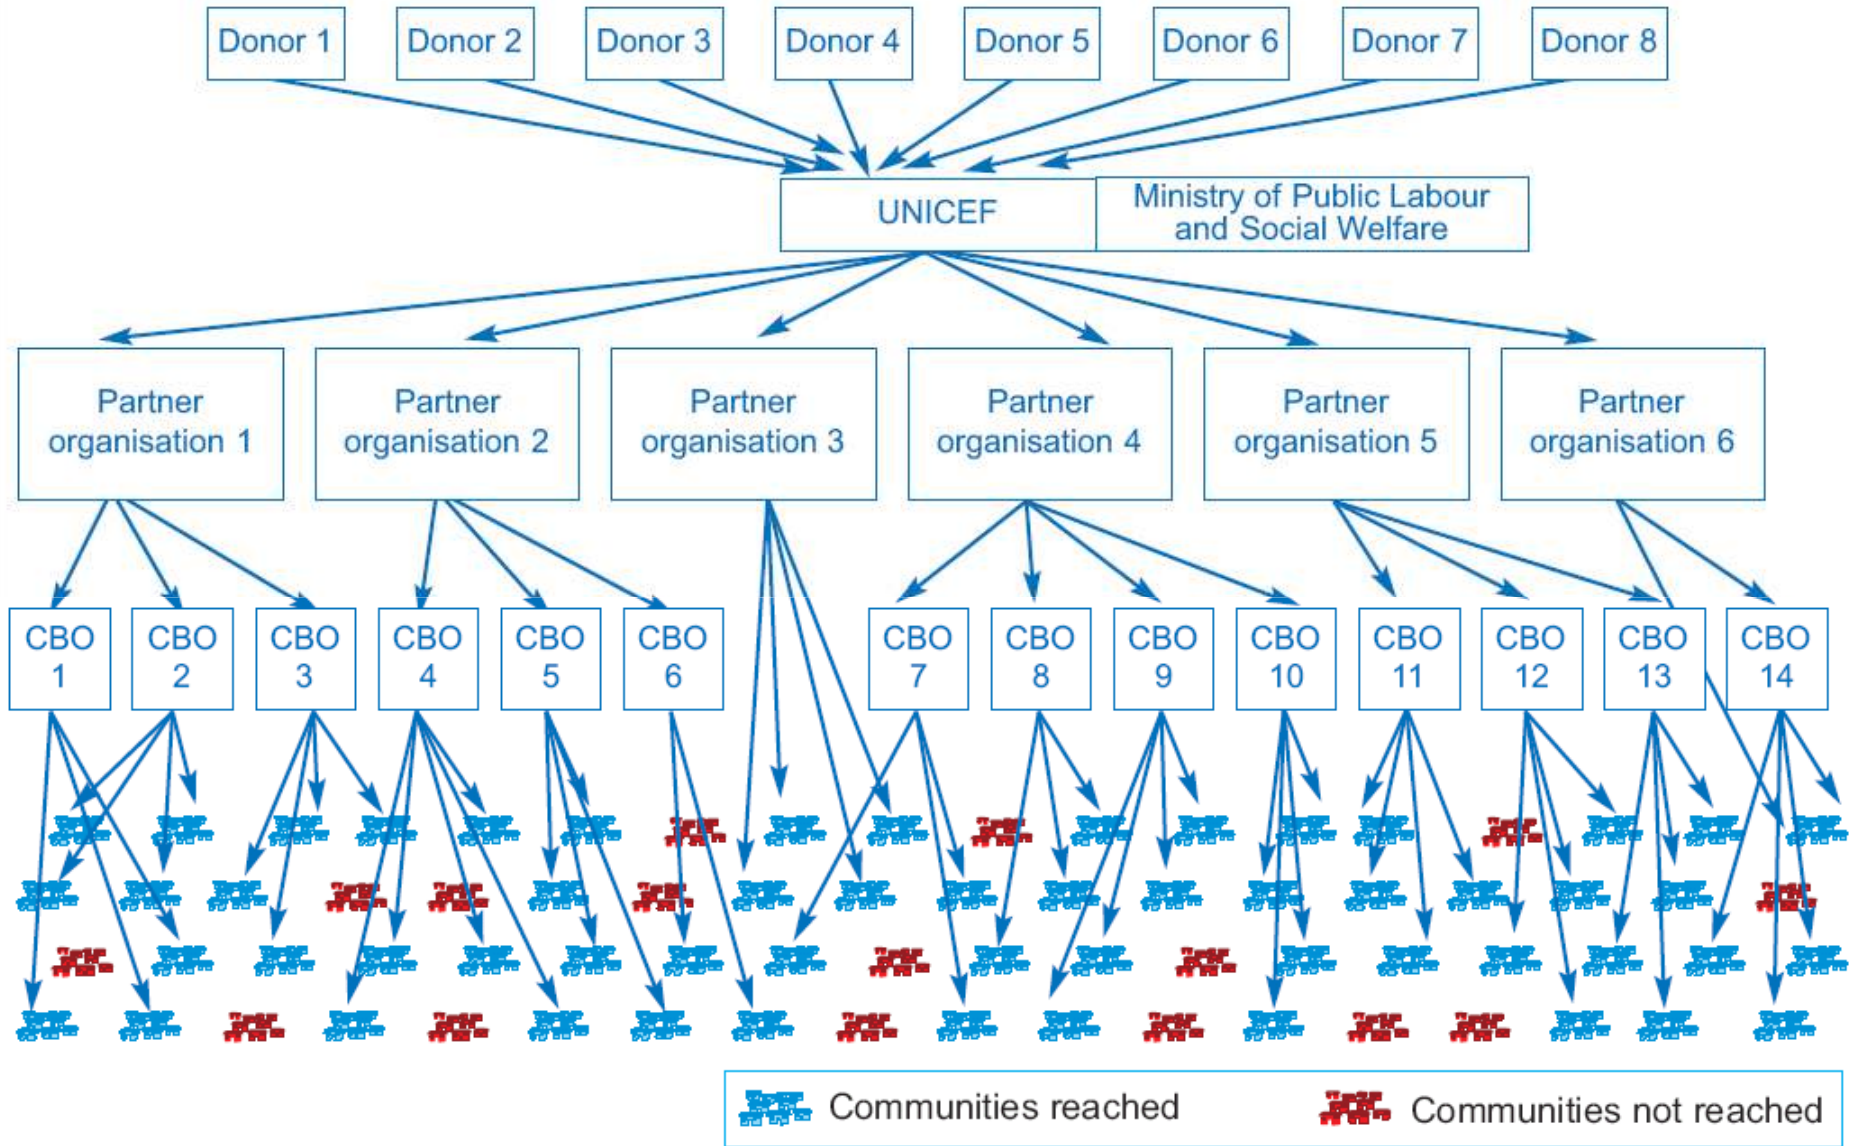 Donor 1
Donor 2
Donor 3
Donor 4
Donor 5
Donor 6
Donor 7
Donor 8
UNICEF
Ministry of Public Labour
and Social Welfare
Partner
organisation 1
Partner
organisation 2
Partner
organisation 3
Partner
organisation 4
Partner
organisation 5
Partner
organisation 6
CBO
1
CBO
2
CBO
3
CBO
4
CBO
5
CBO
6
CBO
7
CBO
8
CBO
9
CBO
10
CBO
11
CBO
12
CBO
13
CBO
14
Communities reached
Communities not reached